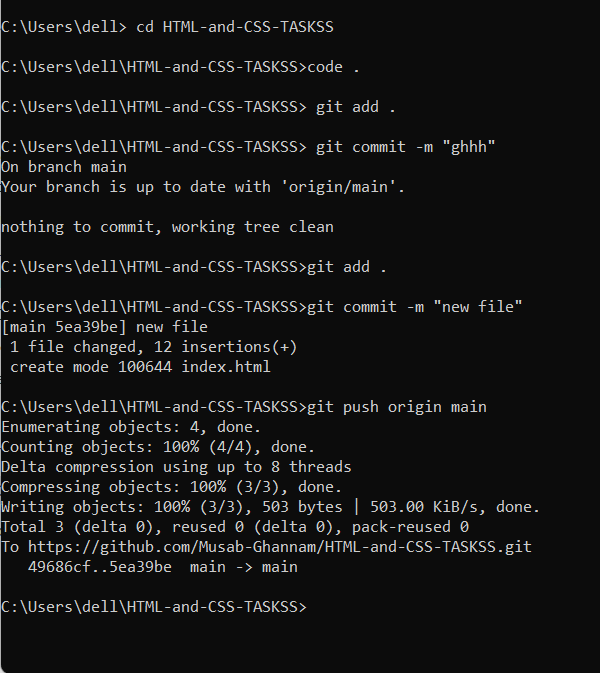 C:\Users\dell> cd HTML-and-CSS-TASKSS
C:\Users\dell\HTML-and-CSS-TASKSS>code .
C:\Users\dell\HTML-and-CSS-TASKSS> git add .
C:\Users\dell\HTML-and-CSS-TASKSS> git commit -m "ghhh"
On branch main
Your branch is up to date with 'origin/main'.
nothing to commit, working tree clean
C:\Users\dell\HTML-and-CSS-TASKSS>git add .
C:\Users\dell\HTML-and-CSS-TASKSS>git commit -m "new file"
[main 5ea39be] new file
 1 file changed, 12 insertions(+)
 create mode 100644 index.html
C:\Users\dell\HTML-and-CSS-TASKSS>git push origin main
Enumerating objects: 4, done.
Counting objects: 100% (4/4), done.
Delta compression using up to 8 threads
Compressing objects: 100% (3/3), done.
Writing objects: 100% (3/3), 503 bytes | 503.00 KiB/s, done.
Total 3 (delta 0), reused 0 (delta 0), pack-reused 0
To https://github.com/Musab-Ghannam/HTML-and-CSS-TASKSS.git
   49686cf..5ea39be  main -> main
C:\Users\dell\HTML-and-CSS-TASKSS>